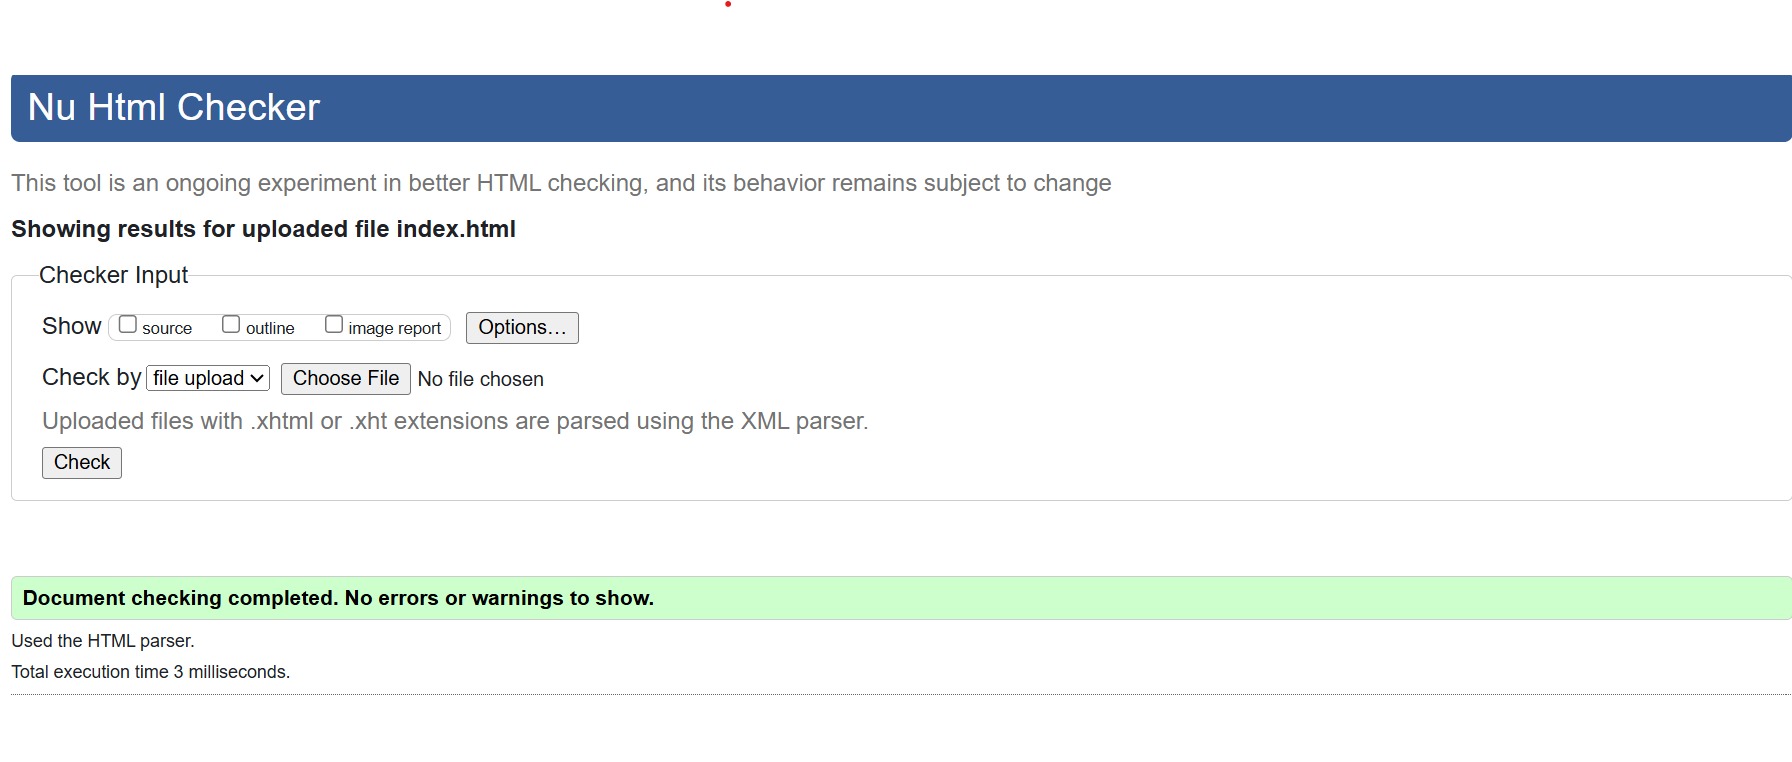 Nu Html Checker
This tool is an ongoing experiment in better HTML checking, and its behavior remains subject to change
Showing results for uploaded file index.html
Checker Input
Show source outline image report Options...
Check by file upload Choose File No file chosen
Uploaded files with .xhtml or .xht extensions are parsed using the XML parser.
Check
Document checking completed. No errors or warnings to show.
Used the HTML parser.
Total execution time 3 milliseconds.